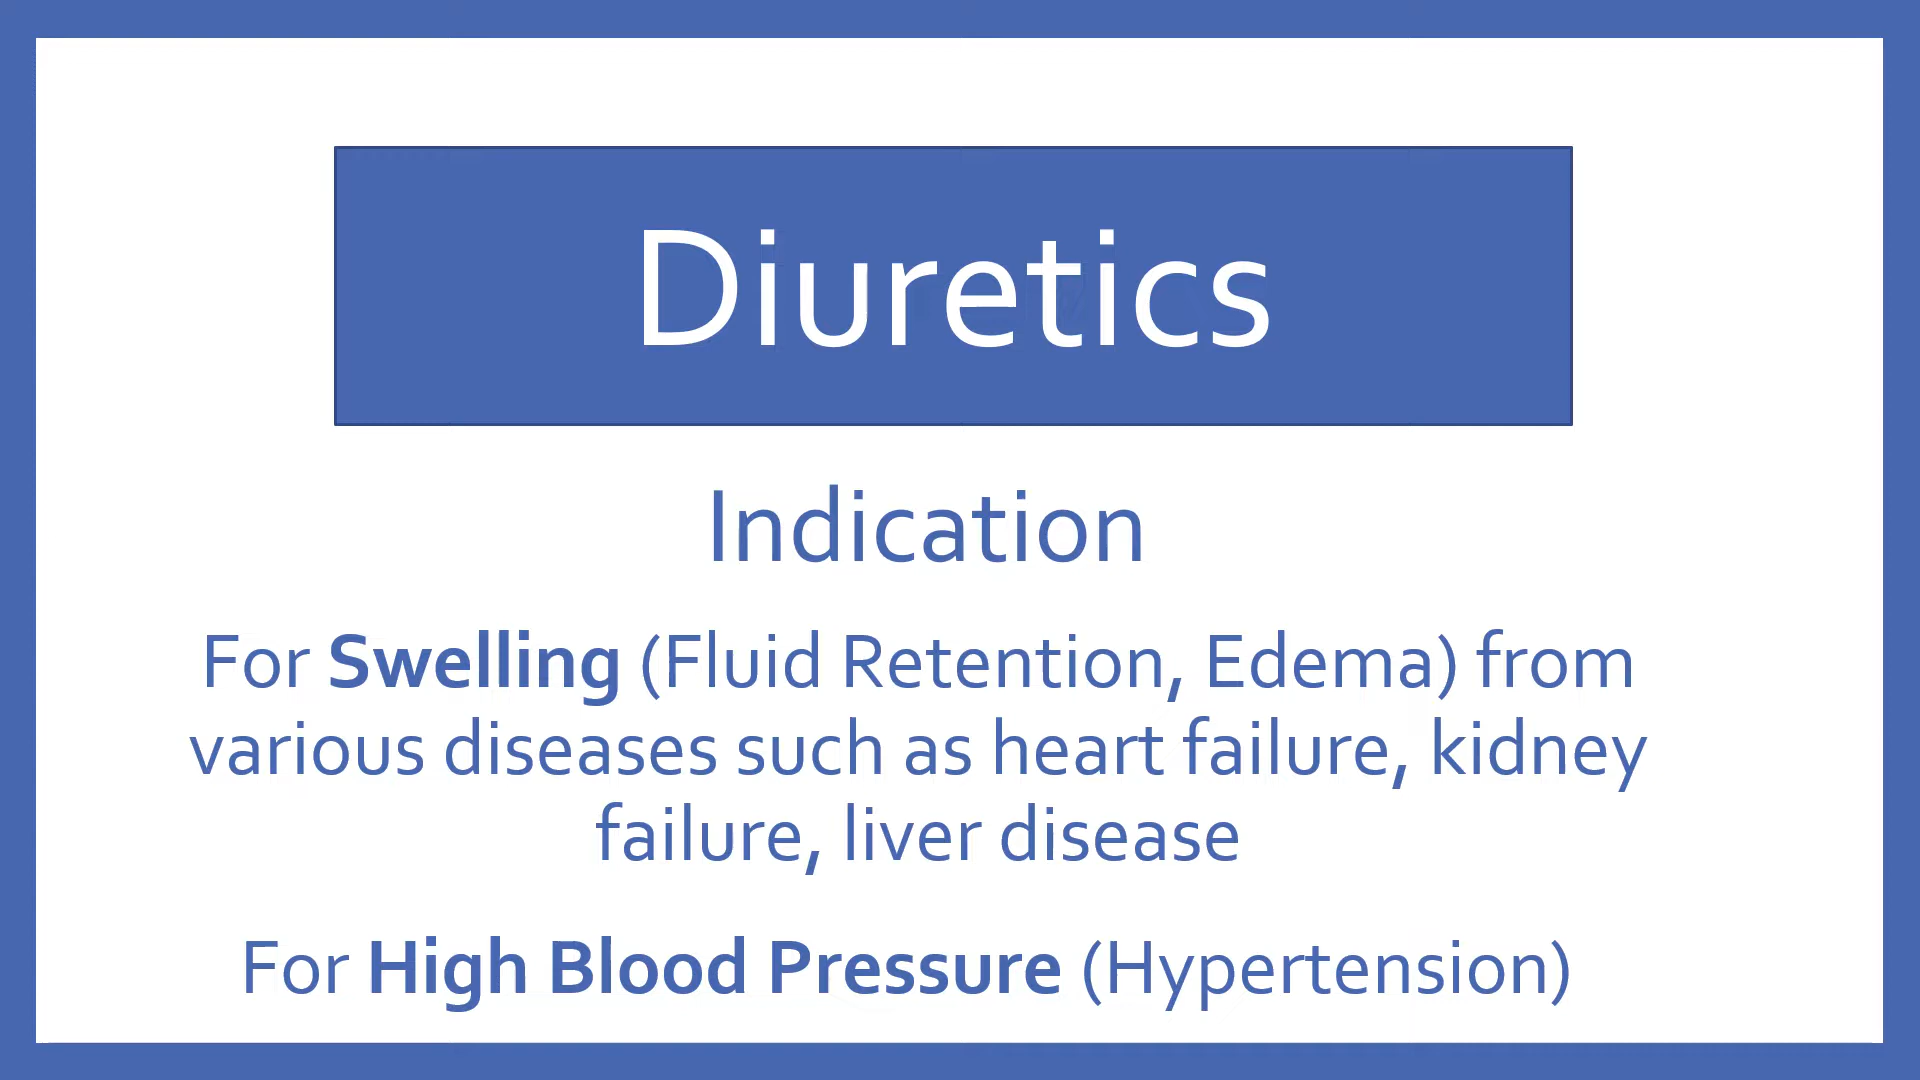 Diuretics
Indication
For Swelling (Fluid Retention, Edema) from
various diseases such as heart failure, kidney
failure, liver disease
For High Blood Pressure (Hypertension)